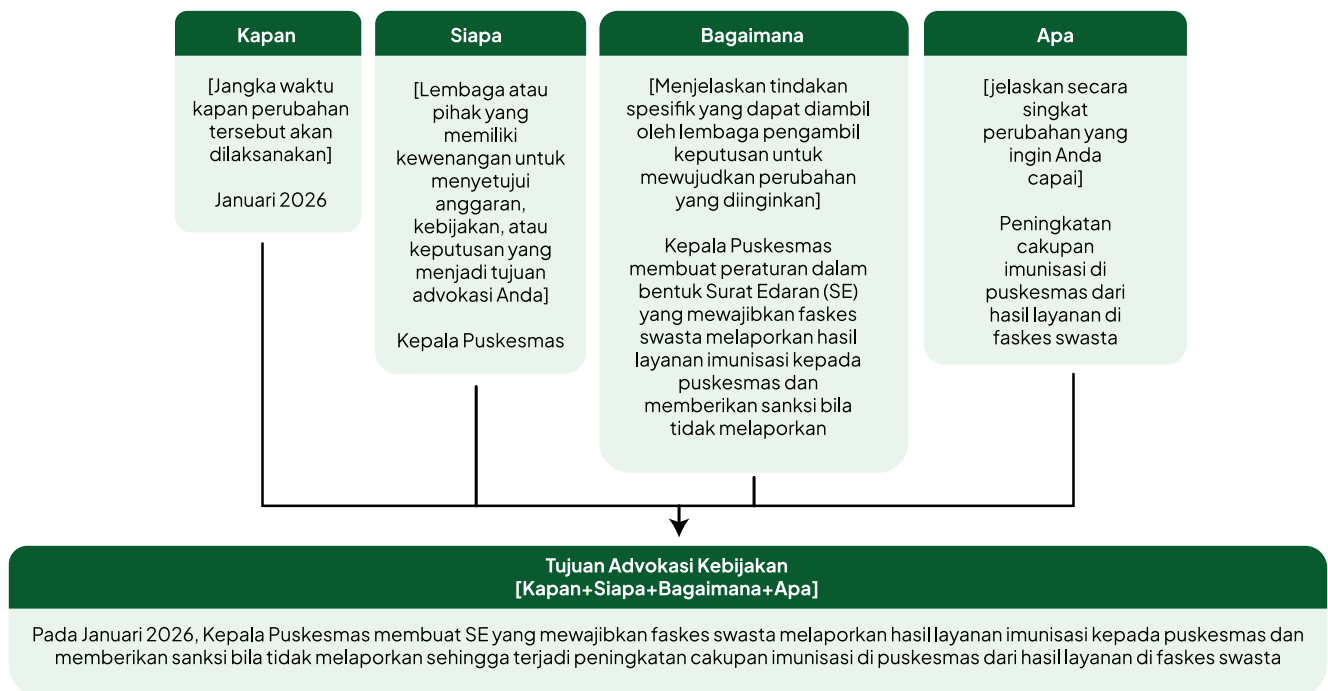 Kapan
[Jangka waktu
kapan perubahan
tersebut akan
dilaksanakan]
Januari 2026
Siapa
[Lembaga atau
pihak yang
memiliki
kewenangan untuk
menyetujui
anggaran,
kebijakan, atau
keputusan yang
menjadi tujuan
advokasi Anda]
Kepala Puskesmas
Bagaimana
[Menjelaskan tindakan
spesifik yang dapat diambil
oleh lembaga pengambil
keputusan untuk
mewujudkan perubahan
yang diinginkan]
Kepala Puskesmas
membuat peraturan dalam
bentuk Surat Edaran (SE)
yang mewajibkan faskes
swasta melaporkan hasil
layanan imunisasi kepada
puskesmas dan
memberikan sanksi bila
tidak melaporkan
Apa
[jelaskan secara
singkat
perubahan yang
ingin Anda
capai]
Peningkatan
cakupan
imunisasi di
puskesmas dari
hasil layanan di
faskes swasta
Tujuan Advokasi Kebijakan
[Kapan+Siapa+Bagaimana+Apa]
Pada Januari 2026, Kepala Puskesmas membuat SE yang mewajibkan faskes swasta melaporkan hasil layanan imunisasi kepada puskesmas dan
memberikan sanksi bila tidak melaporkan sehingga terjadi peningkatan cakupan imunisasi di puskesmas dari hasil layanan di faskes swasta